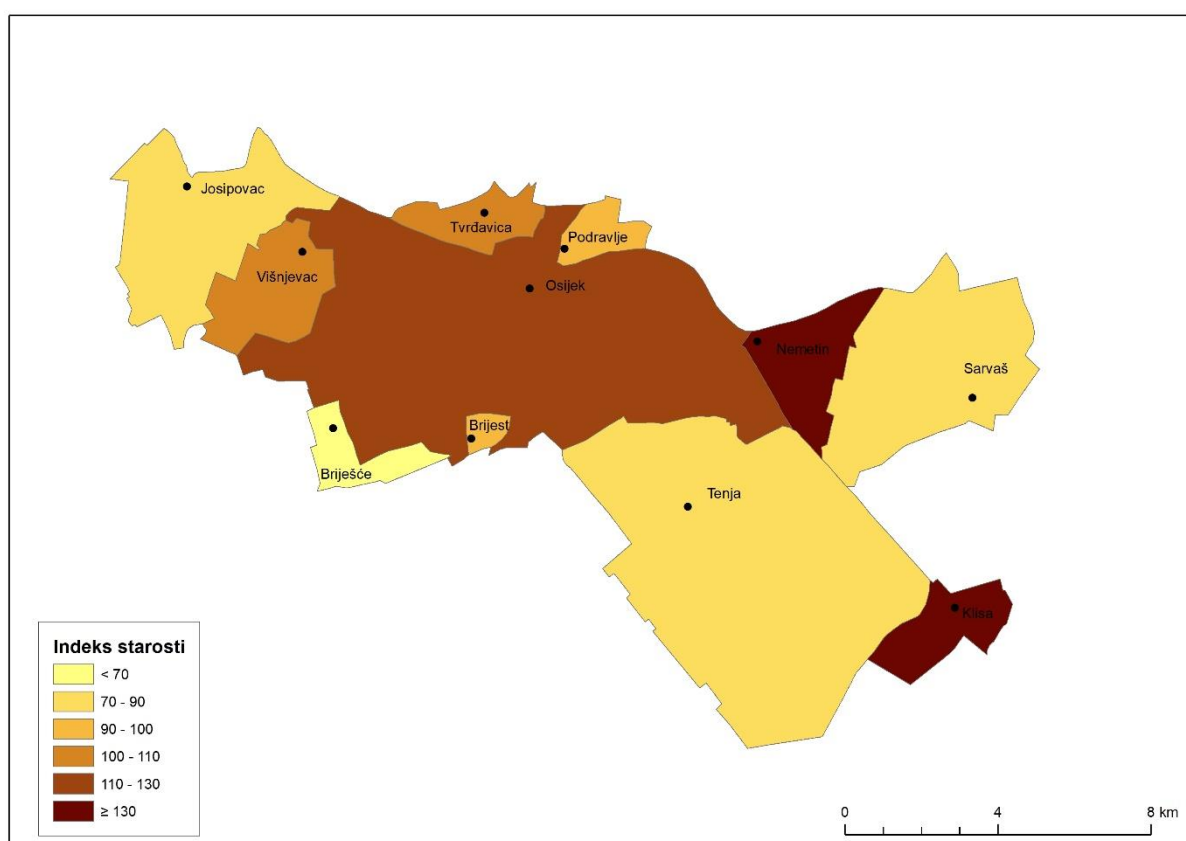 Josipovac
Tvrđavica
Podravlje
Višnjevac
Osijek
Nemetin
Sarvaš
Brijest
Briješće
Tenja
Klisa
Indeks starosti
< 70
70 - 90
90 - 100
100 - 110
110 - 130
≥ 130
0 4 8 km